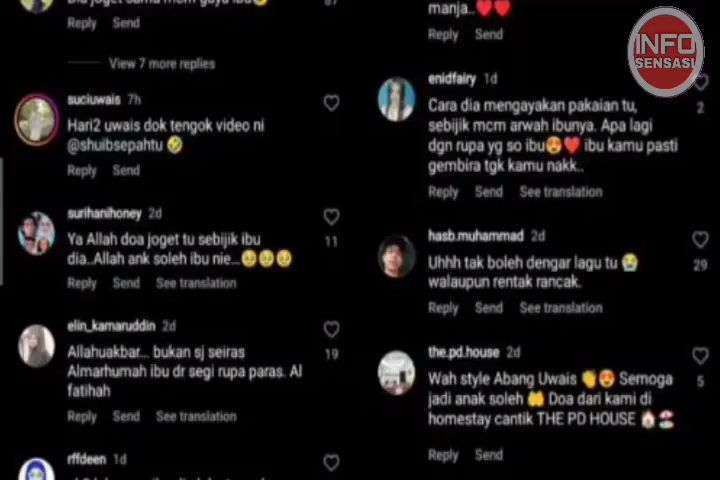 Reply Send
View 7 more replies
suciuwais 7h
Hari2 uwais dok tengok video ni
@shuibsepahtu 🤣
Reply Send
surihanihoney 2d
Ya Allah doa joget tu sebijik ibu
dia..Allah ank soleh ibu nie...🥹🥹🥹
11
Reply Send See translation
elin_kamaruddin 2d
Allahuakbar... bukan sj seiras
Almarhumah ibu dr segi rupa paras. Al
fatihah
19
Reply Send See translation
rffdeen 1d
manja..❤️❤️
Reply Send
enidfairy 1d
Cara dia mengayakan pakaian tu,
sebijik mcm arwah ibunya. Apa lagi
dgn rupa yg so ibu😍❤️ ibu kamu pasti
gembira tgk kamu nakk..
2
Reply Send See translation
hasb.muhammad 2d
Uhhh tak boleh dengar lagu tu 😭
walaupun rentak rancak.
29
Reply Send See translation
the.pd.house 2d
Wah style Abang Uwais 👏😍 Semoga
jadi anak soleh 🤲 Doa dari kami di
homestay cantik THE PD HOUSE 🏠🏖️
5
Reply Send
INFO
SENSASI